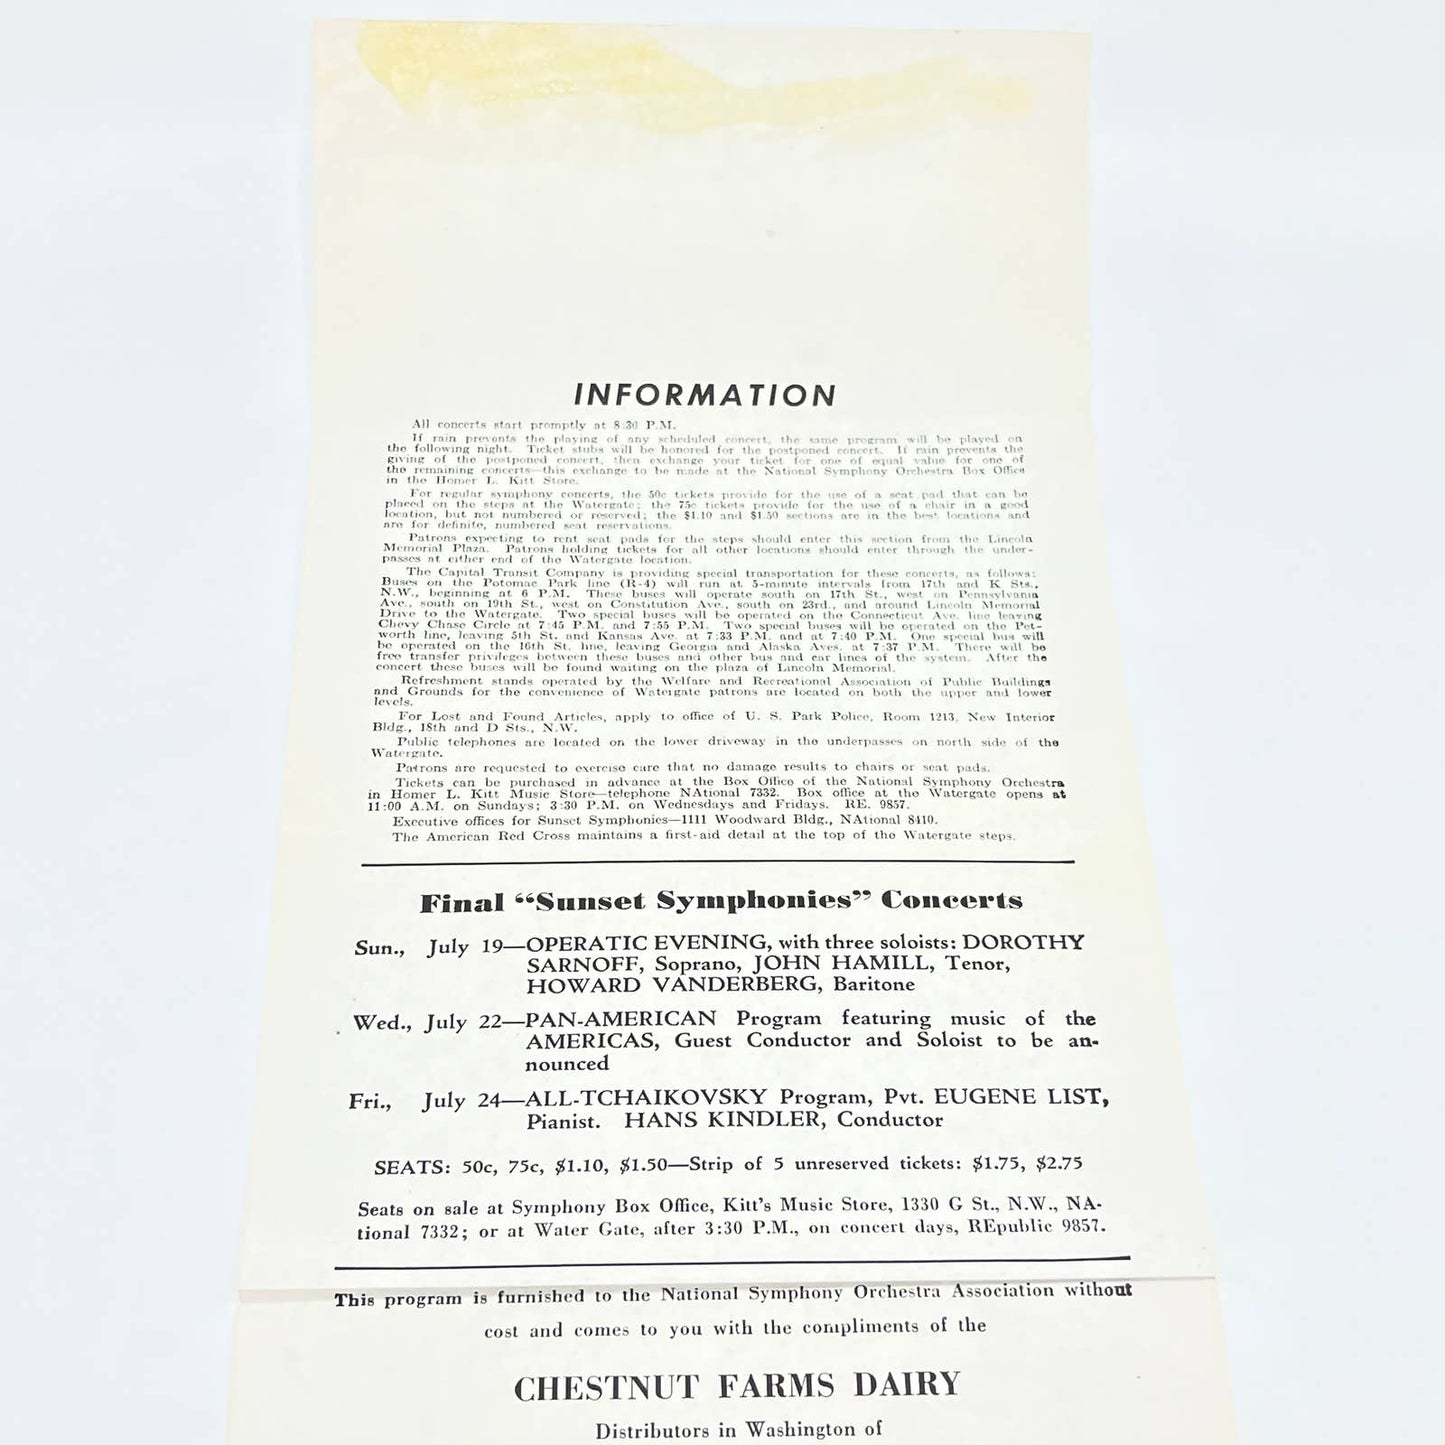 INFORMATION
All concerts start promptly at 8:30 P.M.
If rain prevents the playing of any scheduled concert, the same program will be played on
the following night. Ticket stubs will be honored for the postponed concert. If rain prevents the
giving of the postponed concert, then exchange your ticket for one of equal value for one of
the remaining concerts—this exchange to be made at the National Symphony Orchestra Box Office
in the Homer L. Kitt Store.
For regular symphony concerts, the 50c tickets provide for the use of a seat pad that can be
placed on the steps at the Watergate; the 75c tickets provide for the use of a chair in a good
location, but not numbered or reserved; the $1.10 and $1.50 sections are in the best locations and
are for definite, numbered seat reservations.
Patrons expecting to rent seat pads for the steps should enter this section from the Lincoln
Memorial Plaza. Patrons holding tickets for all other locations should enter through the under-
passes at either end of the Watergate location.
The Capital Transit Company is providing special transportation for these concerts, as follows:
Buses on the Potomac Park line (R-4) will run at 5-minute intervals from 17th and K Sts.,
N.W., beginning at 6 P.M. These buses will operate south on 17th St., west on Pennsylvania
Ave., south on 19th St., west on Constitution Ave., south on 23rd., and around Lincoln Memorial
Drive to the Watergate. Two special buses will be operated on the Connecticut Ave. line leaving
Chevy Chase Circle at 7:45 P.M. and 7:55 P.M. Two special buses will be operated on the Pet-
worth line, leaving 5th St. and Kansas Ave. at 7:33 P.M. and at 7:40 P.M. One special bus will
be operated on the 16th St. line, leaving Georgia and Alaska Aves. at 7:37 P.M. There will be
free transfer privileges between these buses and other bus and car lines of the system. After the
concert these buses will be found waiting on the plaza of Lincoln Memorial.
Refreshment stands operated by the Welfare and Recreational Association of Public Buildings
and Grounds for the convenience of Watergate patrons are located on both the upper and lower
levels.
For Lost and Found Articles, apply to office of U. S. Park Police, Room 1213, New Interior
Bldg., 18th and D Sts., N.W.
Public telephones are located on the lower driveway in the underpasses on north side of the
Watergate.
Patrons are requested to exercise care that no damage results to chairs or seat pads.
Tickets can be purchased in advance at the Box Office of the National Symphony Orchestra
in Homer L. Kitt Music Store—telephone NAtional 7332. Box office at the Watergate opens at
11:00 A.M. on Sundays; 3:30 P.M. on Wednesdays and Fridays. RE. 9857.
Executive offices for Sunset Symphonies—1111 Woodward Bldg., NAtional 8410.
The American Red Cross maintains a first-aid detail at the top of the Watergate steps.
Final “Sunset Symphonies” Concerts
Sun., July 19—OPERATIC EVENING, with three soloists: DOROTHY
SARNOFF, Soprano, JOHN HAMILL, Tenor,
HOWARD VANDERBERG, Baritone
Wed., July 22—PAN-AMERICAN Program featuring music of the
AMERICAS, Guest Conductor and Soloist to be an-
nounced
Fri., July 24—ALL-TCHAIKOVSKY Program, Pvt. EUGENE LIST,
Pianist. HANS KINDLER, Conductor
SEATS: 50c, 75c, $1.10, $1.50—Strip of 5 unreserved tickets: $1.75, $2.75
Seats on sale at Symphony Box Office, Kitt's Music Store, 1330 G St., N.W., NA-
tional 7332; or at Water Gate, after 3:30 P.M., on concert days, REpublic 9857.
This program is furnished to the National Symphony Orchestra Association without
cost and comes to you with the compliments of the
CHESTNUT FARMS DAIRY
Distributors in Washington of